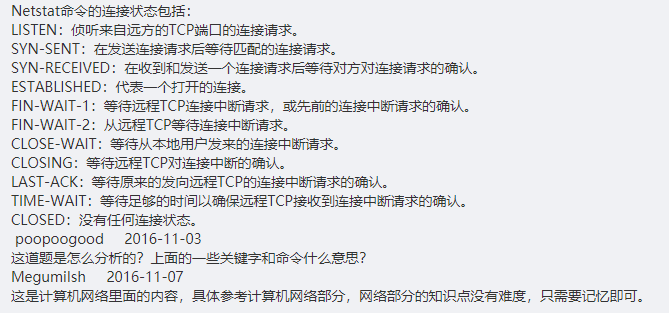 Netstat命令的连接状态包括：
LISTEN：侦听来自远方的TCP端口的连接请求。
SYN-SENT：在发送连接请求后等待匹配的连接请求。
SYN-RECEIVED：在收到和发送一个连接请求后等待对方对连接请求的确认。
ESTABLISHED：代表一个打开的连接。
FIN-WAIT-1：等待远程TCP连接中断请求，或先前的连接中断请求的确认。
FIN-WAIT-2：从远程TCP等待连接中断请求。
CLOSE-WAIT：等待从本地用户发来的连接中断请求。
CLOSING：等待远程TCP对连接中断的确认。
LAST-ACK：等待原来的发向远程TCP的连接中断请求的确认。
TIME-WAIT：等待足够的时间以确保远程TCP接收到连接中断请求的确认。
CLOSED：没有任何连接状态。
poopoogood 2016-11-03
这道题是怎么分析的？上面的一些关键字和命令什么意思？
Megumilsh 2016-11-07
这是计算机网络里面的内容，具体参考计算机网络部分，网络部分的知识点没有难度，只需要记忆即可。